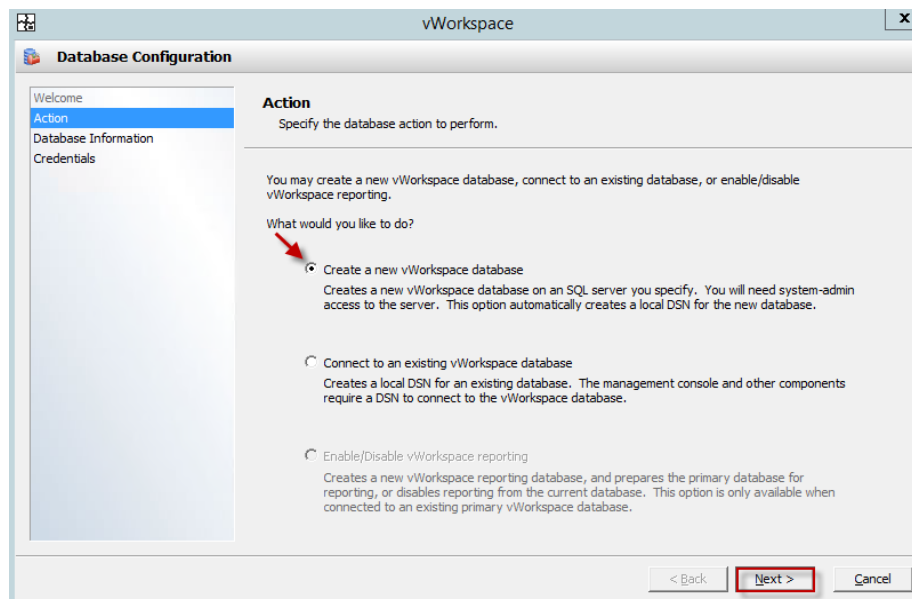 vWorkspace
X
Database Configuration
Welcome
Action
Database Information
Credentials
Action
Specify the database action to perform.
You may create a new vWorkspace database, connect to an existing database, or enable/disable
vWorkspace reporting.
What would you like to do?
Create a new vWorkspace database
Creates a new vWorkspace database on an SQL server you specify. You will need system-admin
access to the server. This option automatically creates a local DSN for the new database.
Connect to an existing vWorkspace database
Creates a local DSN for an existing database. The management console and other components
require a DSN to connect to the vWorkspace database.
Enable/Disable vWorkspace reporting
Creates a new vWorkspace reporting database, and prepares the primary database for
reporting, or disables reporting from the current database. This option is only available when
connected to an existing primary vWorkspace database.
< Back Next > Cancel